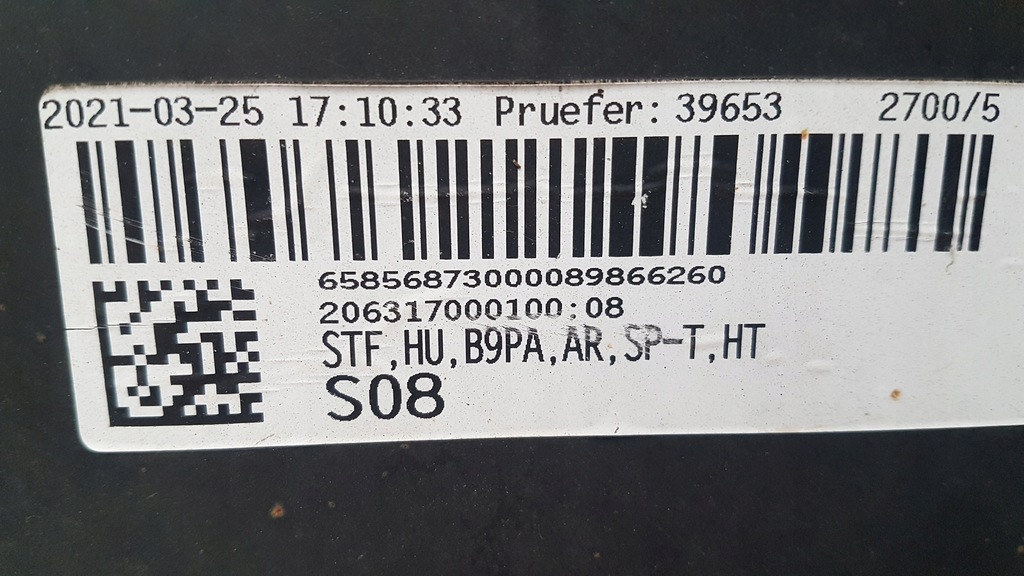 2021-03-25 17:10:33 Pruefer: 39653 2700/5
65856873000089866260
206317000100:08
STF,HU,B9PA,AR,SP-T,HT
S08